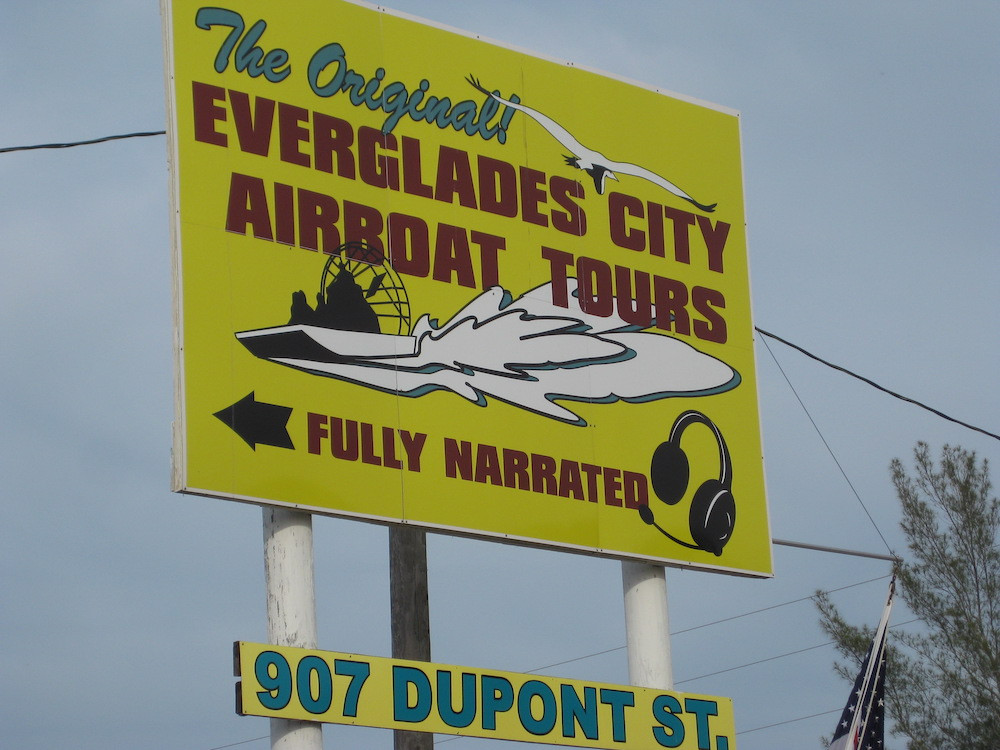 The Original!
EVERGLADES CITY
AIRBOAT TOURS
FULLY NARRATED
907 DUPONT ST.